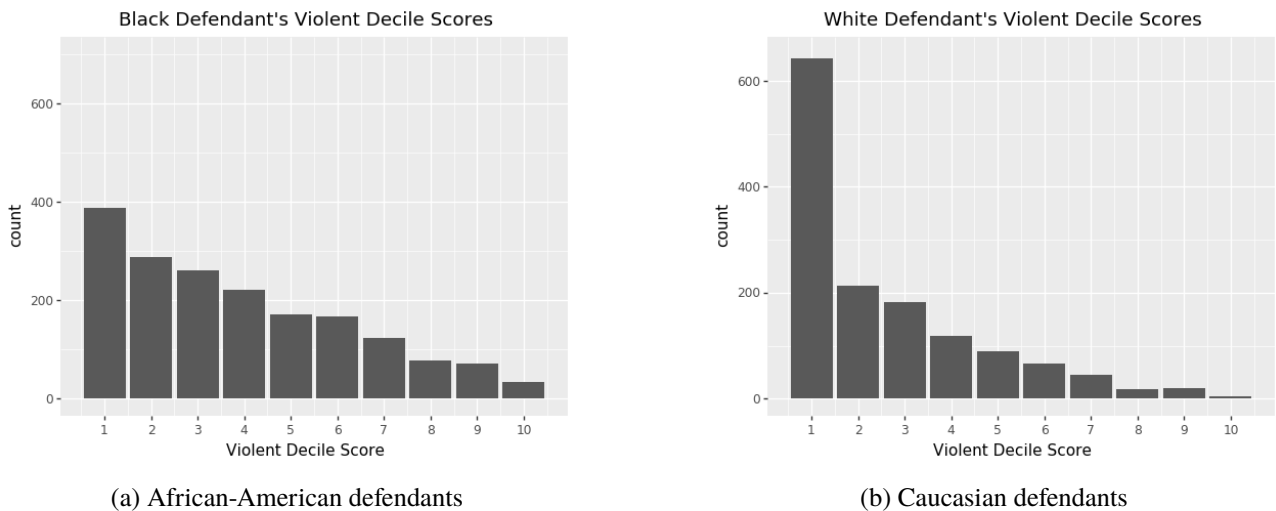 Black Defendant's Violent Decile Scores
600
400
200
0
count
1 2 3 4 5 6 7 8 9 10
Violent Decile Score
(a) African-American defendants
White Defendant's Violent Decile Scores
600
400
200
0
count
1 2 3 4 5 6 7 8 9 10
Violent Decile Score
(b) Caucasian defendants